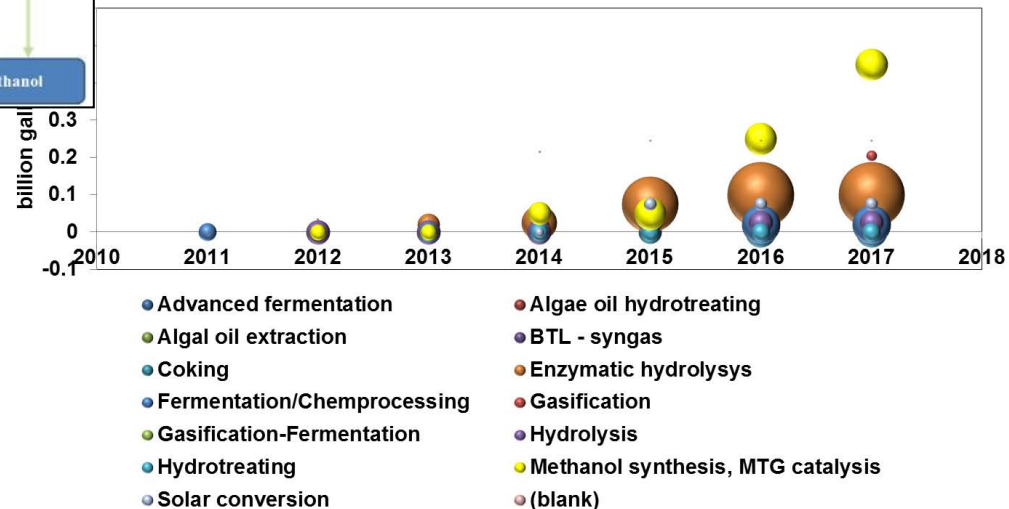 thanol
billion gall
0.3
0.2
0.1
0
-0.1
2010 2011 2012 2013 2014 2015 2016 2017 2018
Advanced fermentation Algae oil hydrotreating
Algal oil extraction BTL - syngas
Coking Enzymatic hydrolysys
Fermentation/Chemprocessing Gasification
Gasification-Fermentation Hydrolysis
Hydrotreating Methanol synthesis, MTG catalysis
Solar conversion (blank)